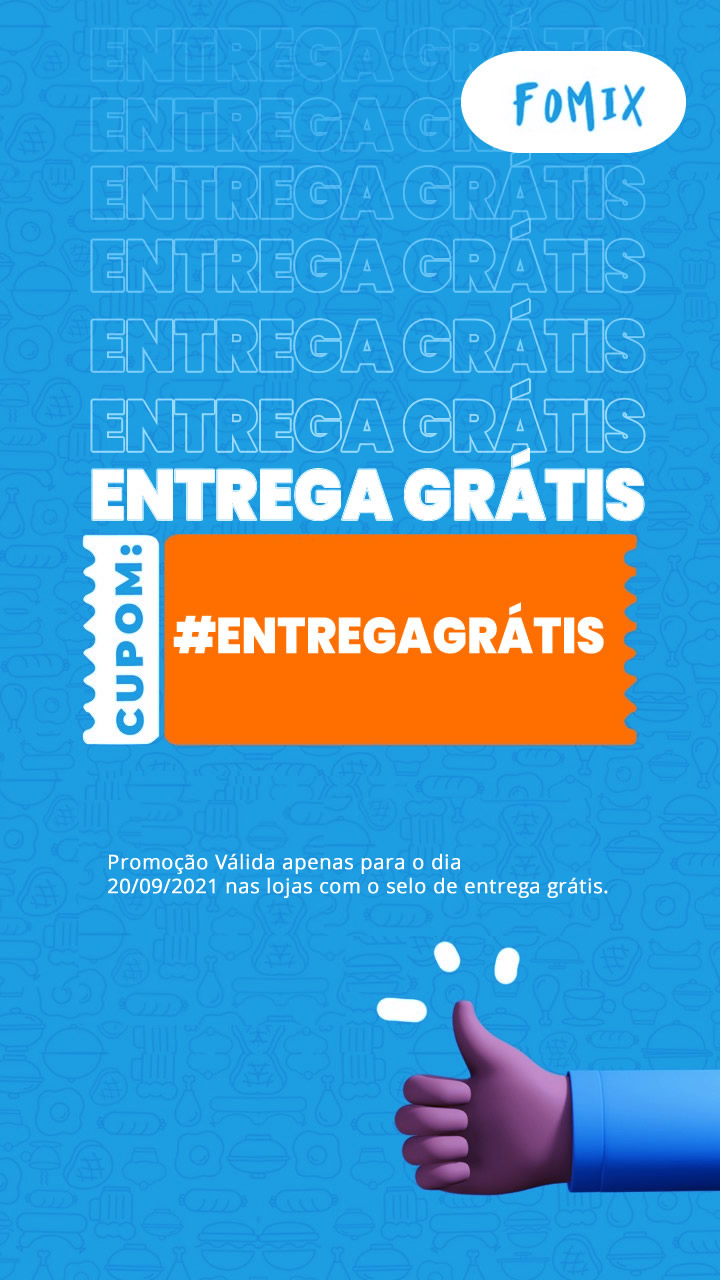 ENTREGA GRÁTIS
FOMIX
ENTREGA GRÁTIS
ENTREGA GRÁTIS
ENTREGA GRÁTIS
ENTREGA GRÁTIS
ENTREGA GRÁTIS
ENTREGA GRÁTIS
CUPOM:
#ENTREGAGRÁTIS
Promoção Válida apenas para o dia
20/09/2021 nas lojas com o selo de entrega grátis.